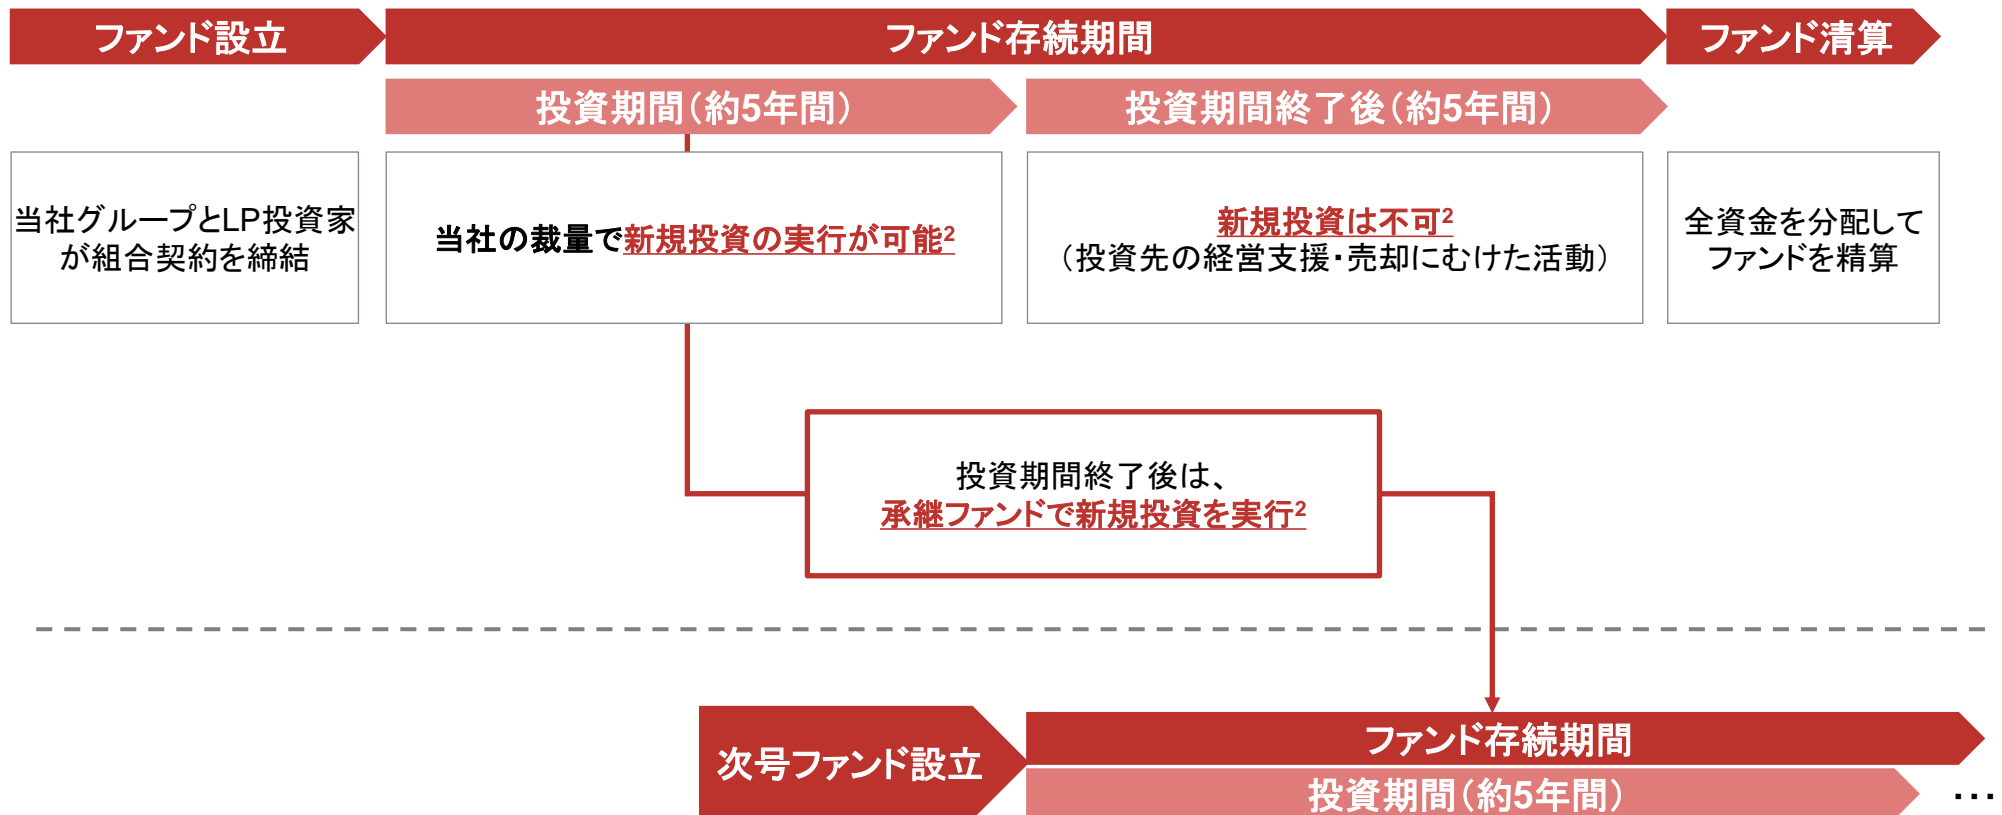 ファンド設立
ファンド存続期間
ファンド清算
投資期間（約5年間）
投資期間終了後（約5年間）
当社グループとLP投資家
が組合契約を締結
当社の裁量で新規投資の実行が可能2
新規投資は不可2
（投資先の経営支援・売却にむけた活動）
全資金を分配して
ファンドを精算
投資期間終了後は、
承継ファンドで新規投資を実行2
次号ファンド設立
ファンド存続期間
投資期間（約5年間）
…